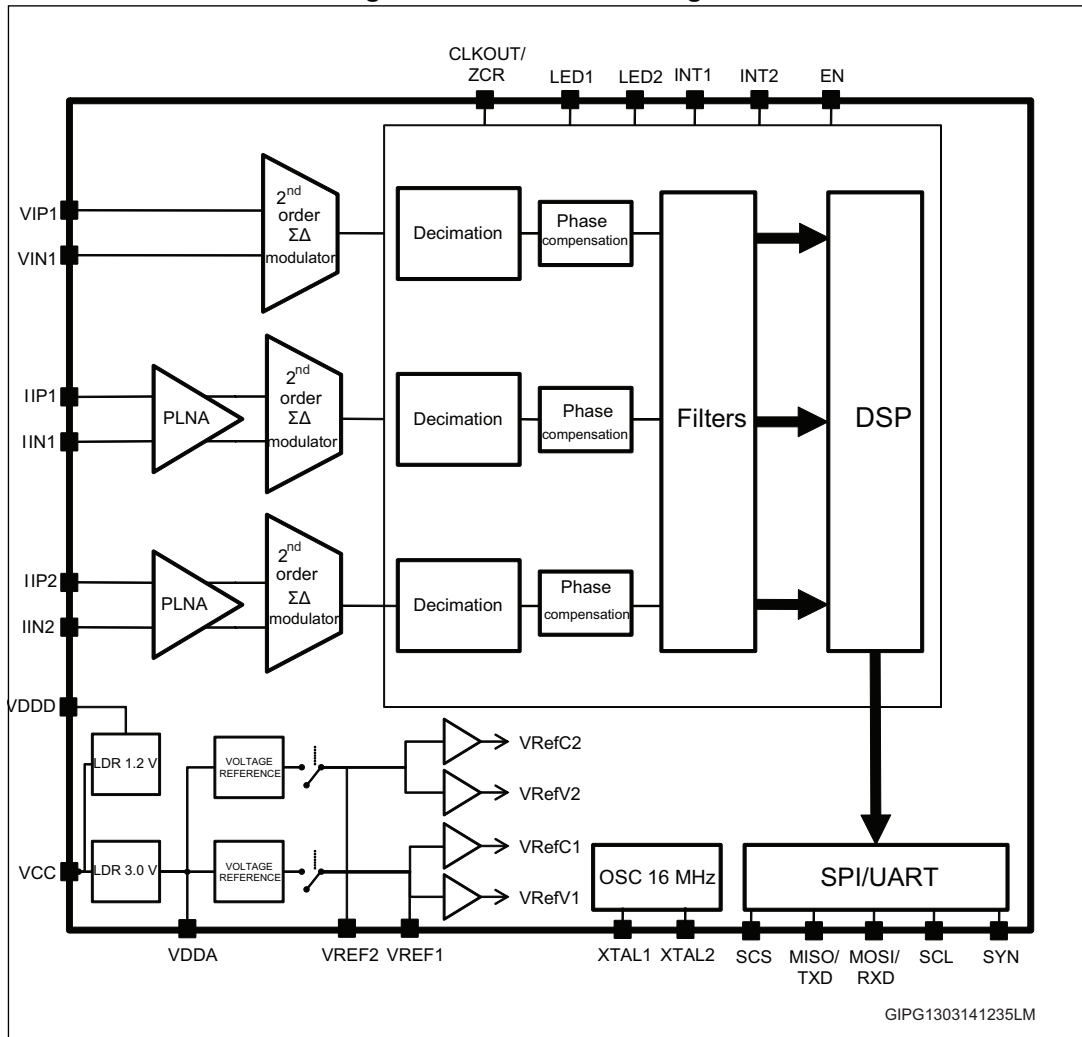 CLKOUT/
ZCR
LED1
LED2
INT1
INT2
EN
VIP1
VIN1
2nd
order
ΣΔ
modulator
Decimation
Phase
compensation
Filters
DSP
IIP1
IIN1
PLNA
2nd
order
ΣΔ
modulator
Decimation
Phase
compensation
IIP2
IIN2
PLNA
2nd
order
ΣΔ
modulator
Decimation
Phase
compensation
VDDD
LDR 1.2 V
VOLTAGE
REFERENCE
VRefC2
VRefV2
VCC
LDR 3.0 V
VOLTAGE
REFERENCE
VRefC1
VRefV1
OSC 16 MHz
SPI/UART
VDDA
VREF2
VREF1
XTAL1
XTAL2
SCS
MISO/
TXD
MOSI/
RXD
SCL
SYN
GIPG1303141235LM